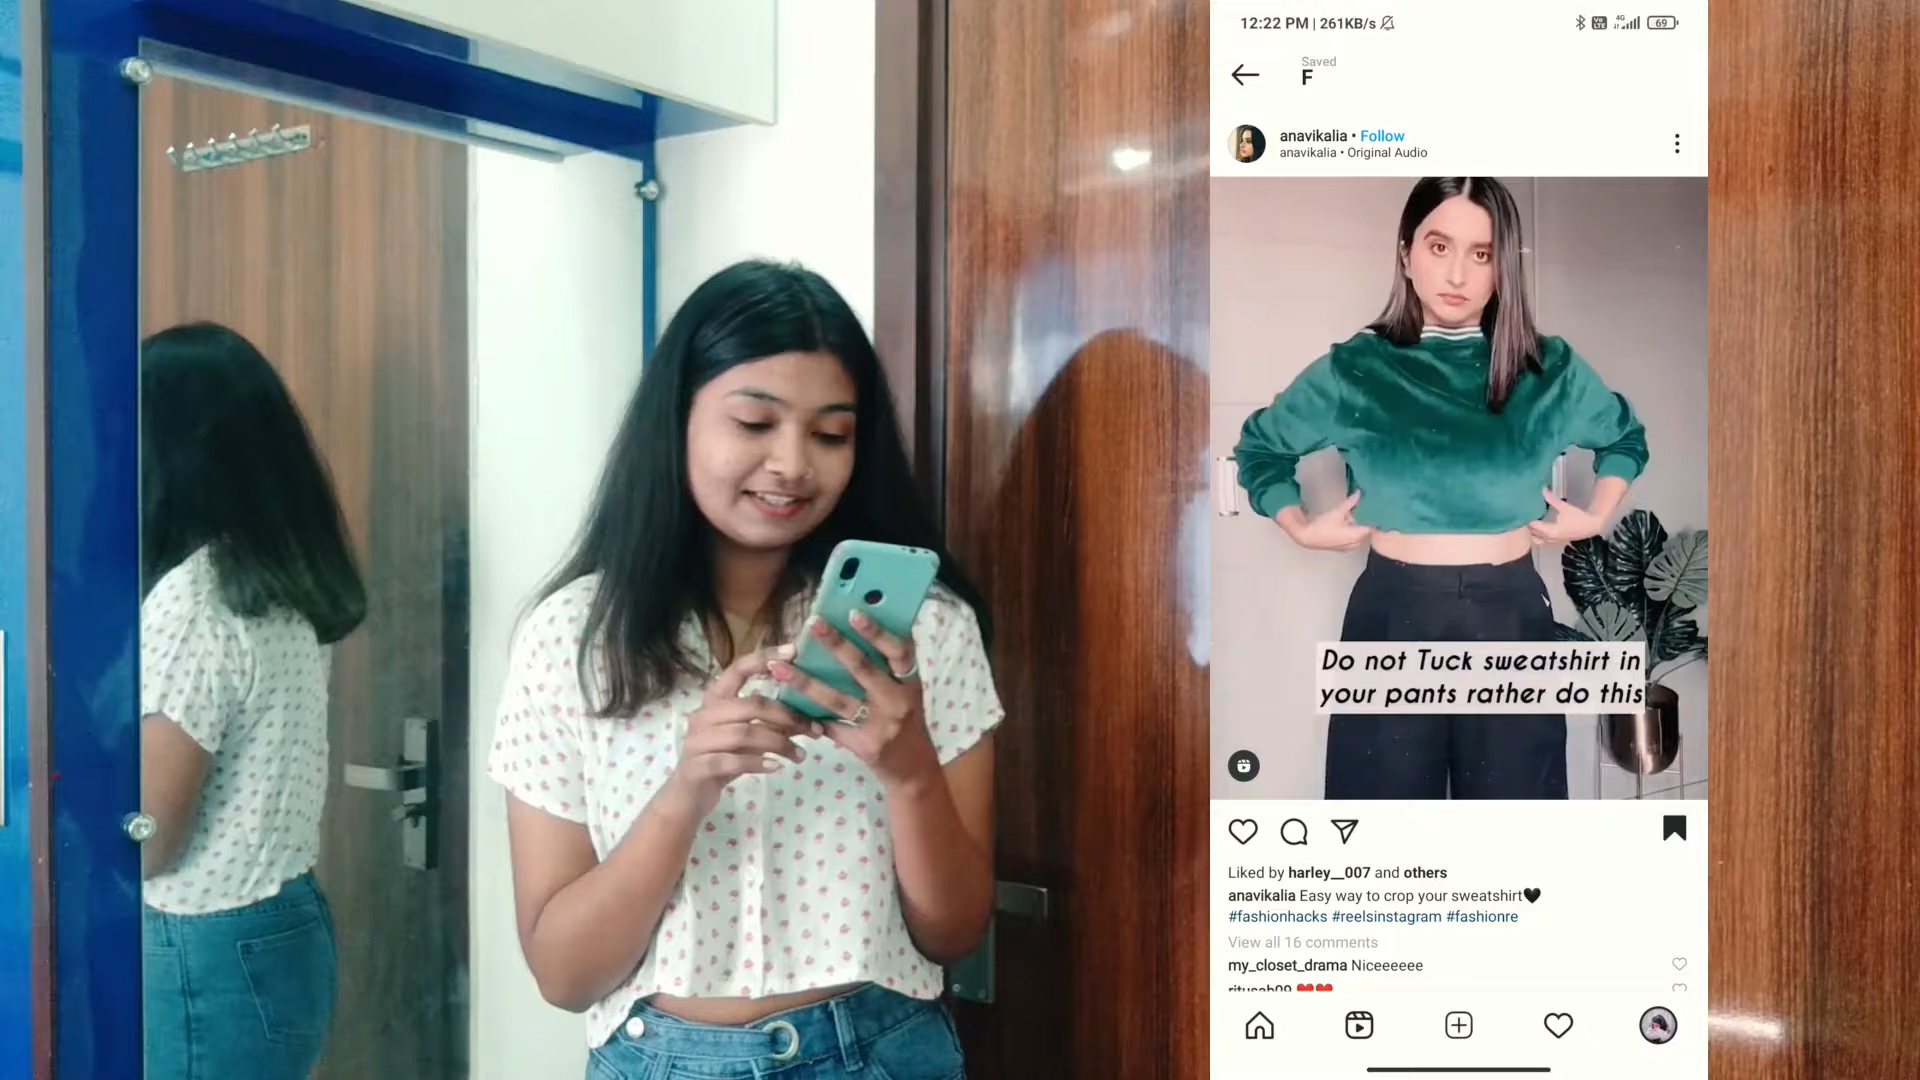 12:22 PM | 261KB/s
4G
69
Saved
F
anavikalia • Follow
anavikalia • Original Audio
Do not Tuck sweatshirt in
your pants rather do this
Liked by harley__007 and others
anavikalia Easy way to crop your sweatshirt🖤
#fashionhacks #reelsinstagram #fashionre
View all 16 comments
my_closet_drama Niceeeeee
ritusah09 ❤️❤️